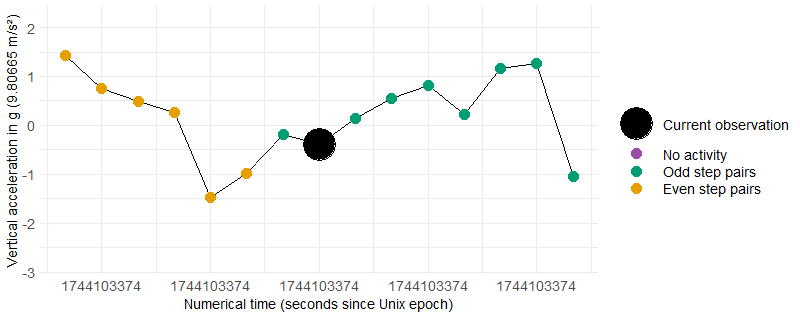 Vertical acceleration in g (9.80665 m/s²)
2
1
0
-1
-2
-3
1744103374 1744103374 1744103374 1744103374 1744103374
Numerical time (seconds since Unix epoch)
Current observation
No activity
Odd step pairs
Even step pairs